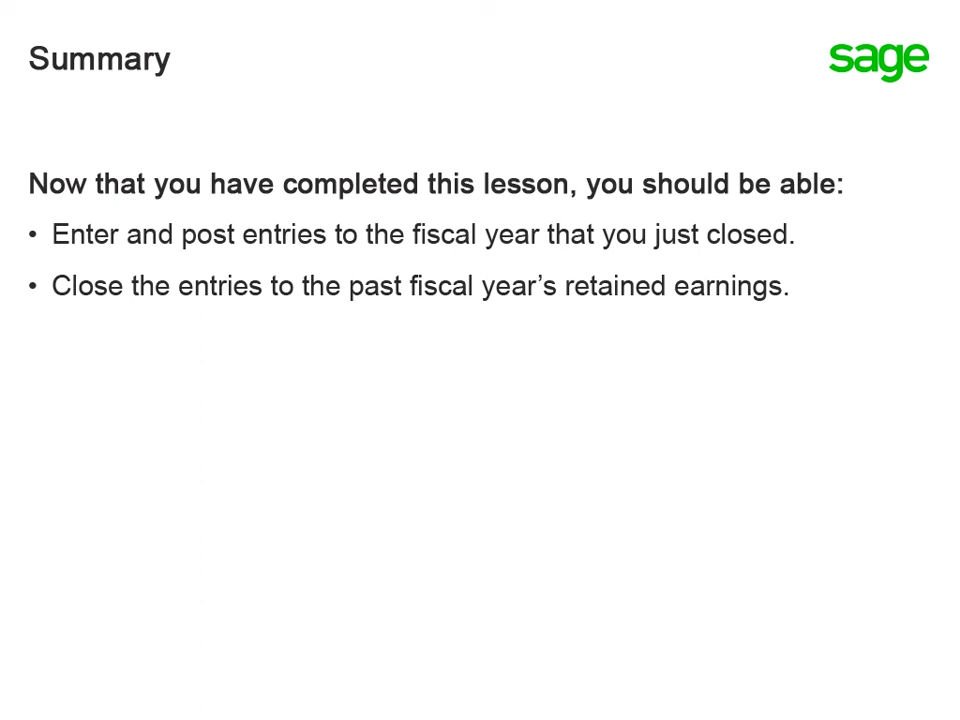 Summary
sage
Now that you have completed this lesson, you should be able:
• Enter and post entries to the fiscal year that you just closed.
• Close the entries to the past fiscal year’s retained earnings.